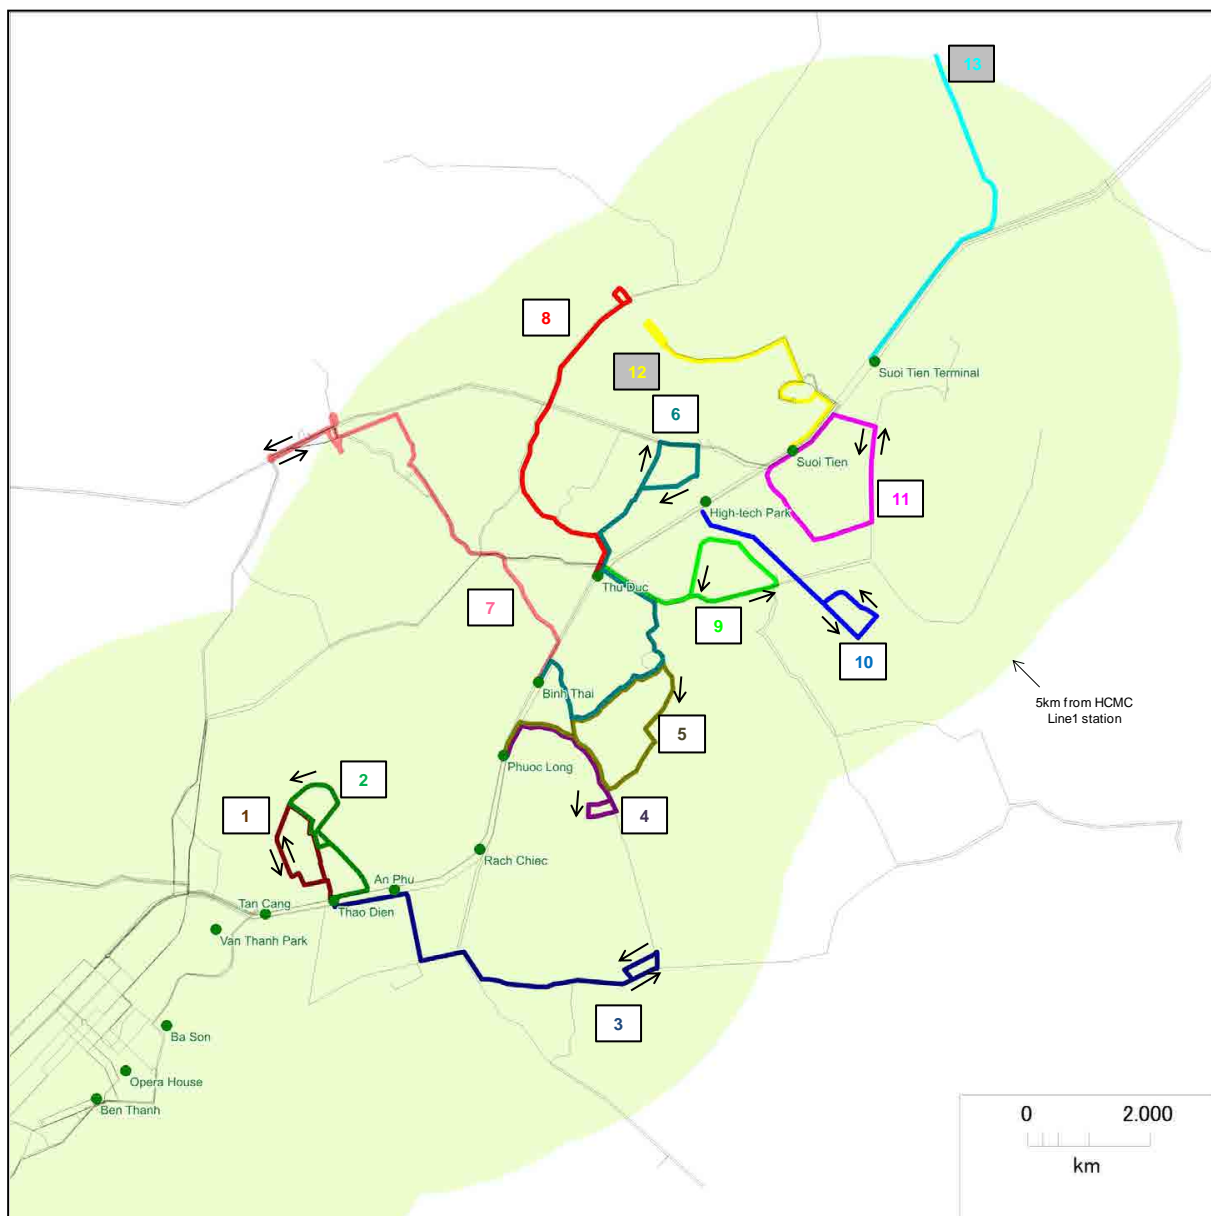 13
Suoi Tien Terminal
8
12
6
Suoi Tien
11
High-tech Park
Thu Duc
7
9
10
Binh Thai
5km from HCMC
Line1 station
5
Phuoc Long
2
1
4
Rach Chiec
An Phu
Tan Cang
Thao Dien
Van Thanh Park
3
Ba Son
Opera House
Ben Thanh
0 2.000
km